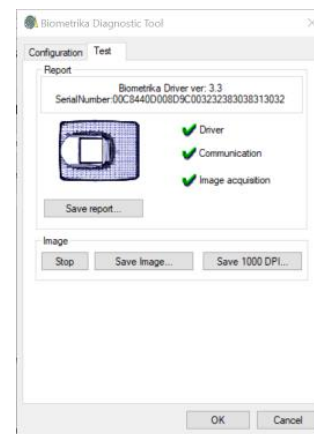 Biometrika Diagnostic Tool
Configuration Test
Report
Biometrika Driver ver: 3.3
SerialNumber:00C8440D008D9C003232383038313032
Driver
Communication
Image acquisition
Save report...
Image
Stop Save Image... Save 1000 DPI...
OK Cancel